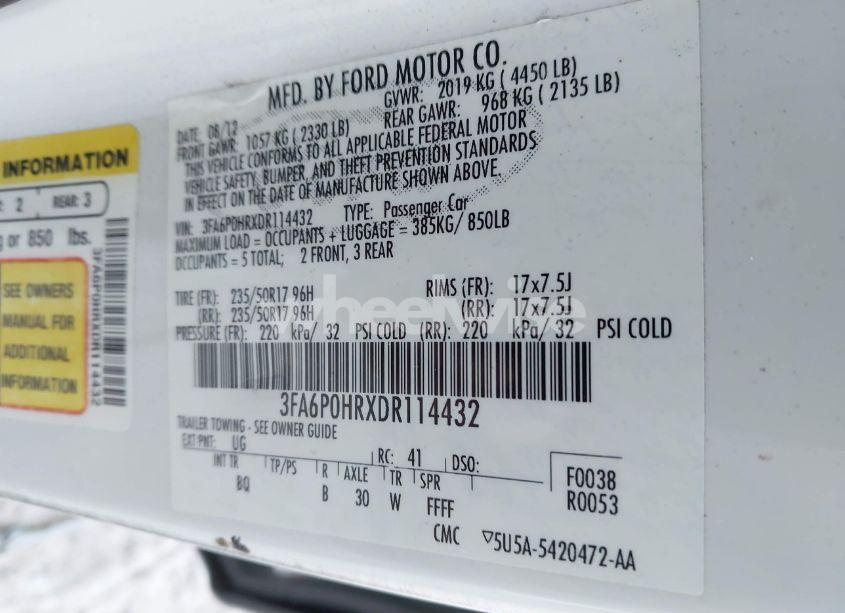 MFD. BY FORD MOTOR CO.
DATE: 08/12 GVWR: 2019 KG ( 4450 LB)
FRONT GAWR: 1057 KG ( 2330 LB) REAR GAWR: 968 KG ( 2135 LB)
THIS VEHICLE CONFORMS TO ALL APPLICABLE FEDERAL MOTOR
VEHICLE SAFETY, BUMPER, AND THEFT PREVENTION STANDARDS
IN EFFECT ON THE DATE OF MANUFACTURE SHOWN ABOVE.
VIN: 3FA6P0HRXDR114432 TYPE: Passenger Car
MAXIMUM LOAD = OCCUPANTS + LUGGAGE = 385KG/ 850LB
OCCUPANTS = 5 TOTAL; 2 FRONT, 3 REAR
TIRE (FR): 235/50R17 96H RIMS (FR): 17x7.5J
(RR): 235/50R17 96H (RR): 17x7.5J
PRESSURE (FR): 220 kPa/ 32 PSI COLD (RR): 220 kPa/ 32 PSI COLD
3FA6P0HRXDR114432
TRAILER TOWING - SEE OWNER GUIDE
EXT PNT: UG RC: 41 DSO:
INT TR TP/PS R AXLE TR SPR
BQ B 30 W FFFF
F0038
R0053
CMC ▽5U5A-5420472-AA
INFORMATION
2 REAR: 3
or 850 lbs.
SEE OWNERS
MANUAL FOR
ADDITIONAL
INFORMATION
3FA6P0HRXDR114432
wheelwise